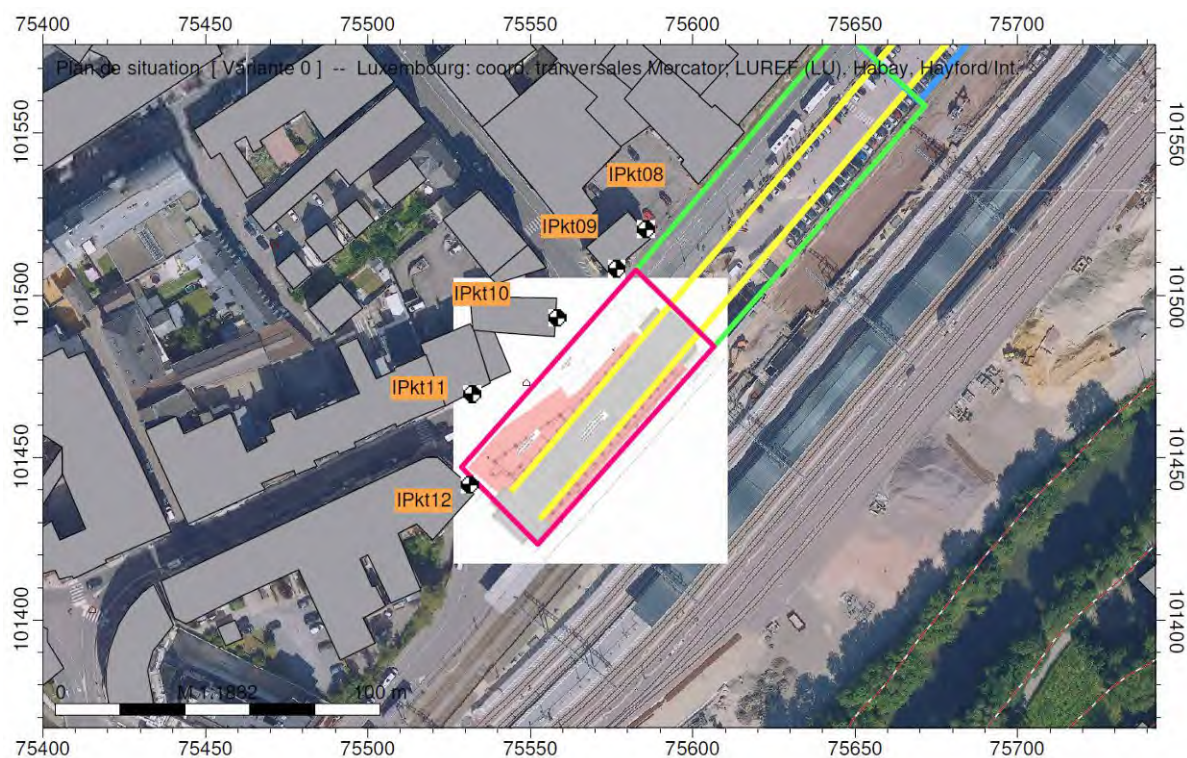 75400 75450 75500 75550 75600 75650 75700
Plan de situation [ Variante 0 ] -- Luxembourg: coord. tranversales Mercator; LUREF (LU), Habay, Hayford/Int.
101550 101550
IPkt08
IPkt09
101500 101500
IPkt10
IPkt11
101450 101450
IPkt12
101400 101400
0 M 1:1882 100 m
75400 75450 75500 75550 75600 75650 75700